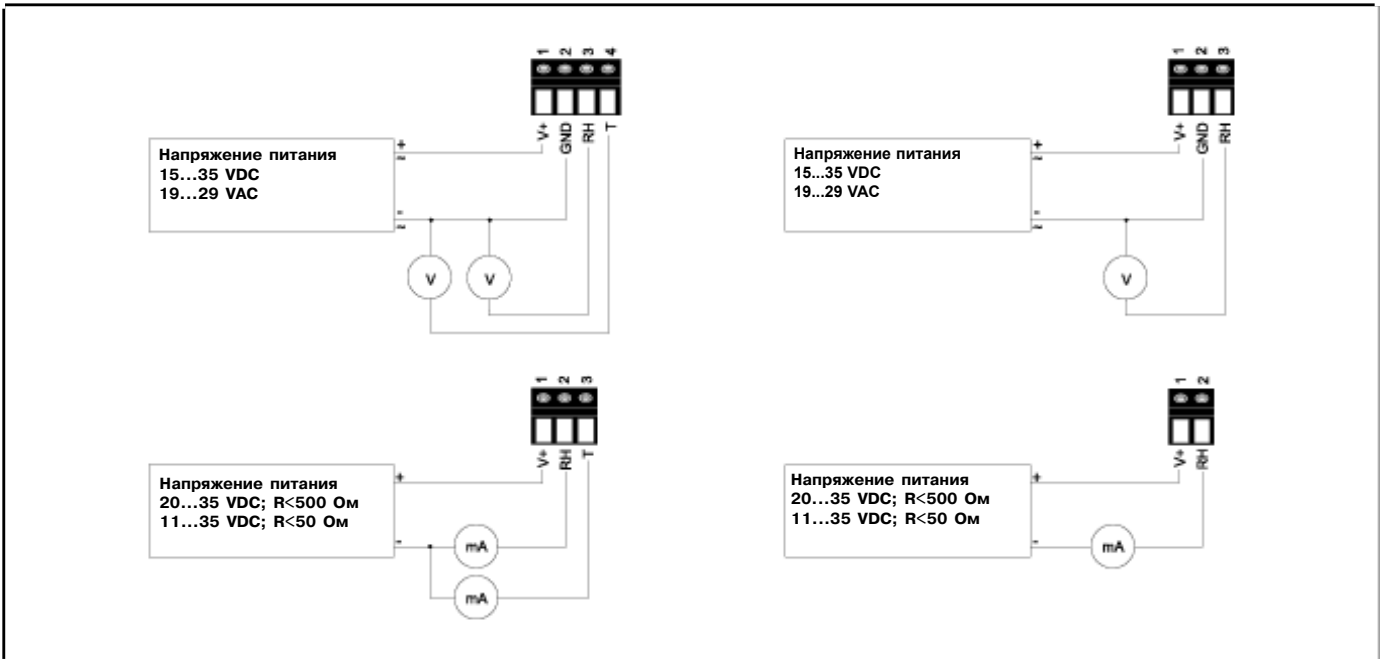 1 2 3 4
V+ GND RH T
Напряжение питания
15...35 VDC
19...29 VAC
+
≂
-
≂
V V
1 2 3
V+ GND RH
Напряжение питания
15...35 VDC
19...29 VAC
+
≂
-
≂
V
1 2 3
V+ RH T
Напряжение питания
20...35 VDC; R<500 Ом
11...35 VDC; R<50 Ом
+
-
mA
mA
1 2
V+ RH
Напряжение питания
20...35 VDC; R<500 Ом
11...35 VDC; R<50 Ом
+
-
mA